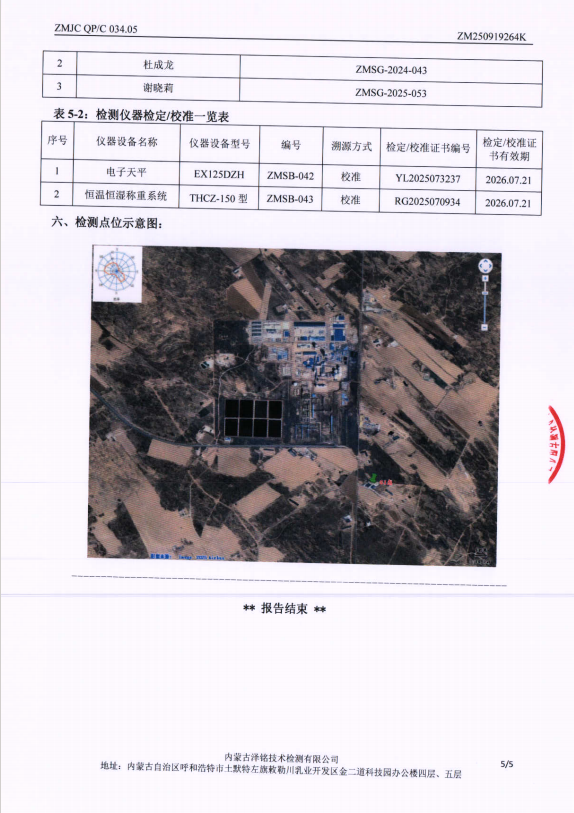 ZMJC QP/C 034.05
ZM250919264K
2 杜成龙 ZMSG-2024-043
3 谢晓莉 ZMSG-2025-053
表 5-2：检测仪器检定/校准一览表
序号 仪器设备名称 仪器设备型号 编号 溯源方式 检定/校准证书编号 检定/校准证
书有效期
1 电子天平 EX125DZH ZMSB-042 校准 YL2025073237 2026.07.21
2 恒温恒湿称重系统 THCZ-150 型 ZMSB-043 校准 RG2025070934 2026.07.21
六、检测点位示意图：
** 报告结束 **
内蒙古泽铭技术检测有限公司
地址：内蒙古自治区呼和浩特市土默特左旗敕勒川乳业开发区金二道科技园办公楼四层、五层
5/5